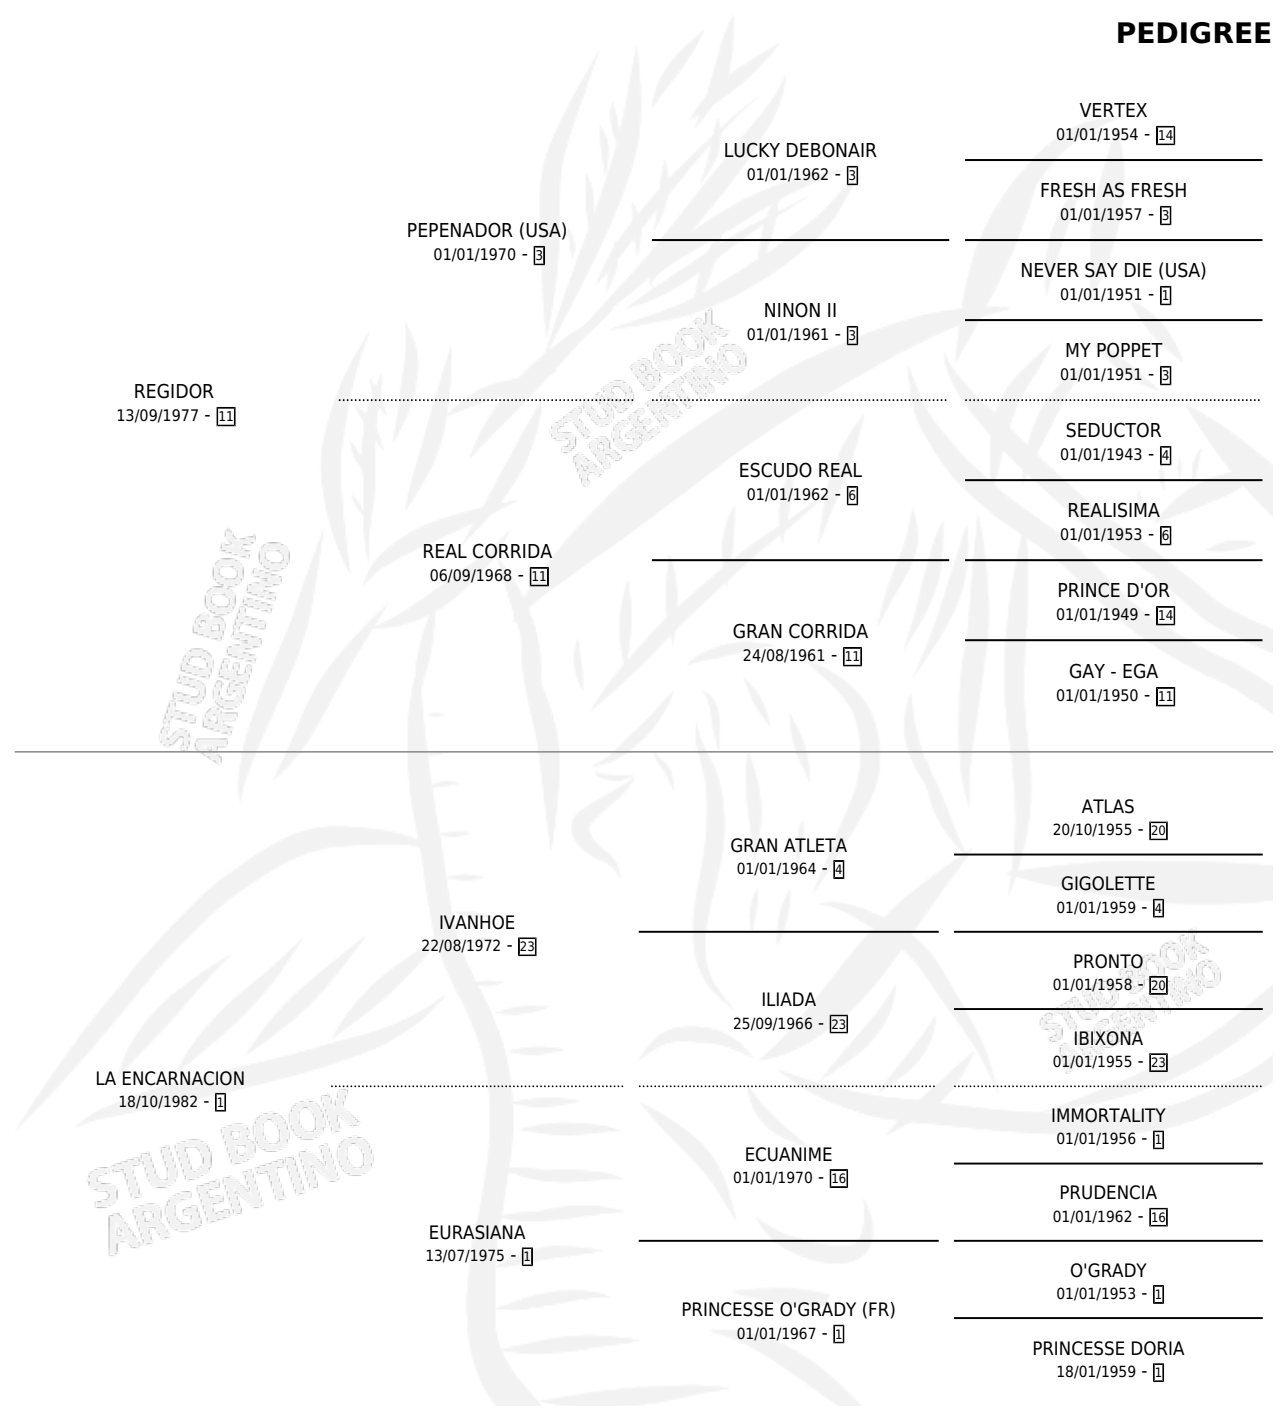 PEDIGREE
VERTEX
01/01/1954 - 14
LUCKY DEBONAIR
01/01/1962 - 3
FRESH AS FRESH
01/01/1957 - 3
PEPENADOR (USA)
01/01/1970 - 3
NEVER SAY DIE (USA)
01/01/1951 - 1
NINON II
01/01/1961 - 3
MY POPPET
01/01/1951 - 3
REGIDOR
13/09/1977 - 11
SEDUCTOR
01/01/1943 - 4
ESCUDO REAL
01/01/1962 - 6
REALISIMA
01/01/1953 - 6
REAL CORRIDA
06/09/1968 - 11
PRINCE D'OR
01/01/1949 - 14
GRAN CORRIDA
24/08/1961 - 11
GAY - EGA
01/01/1950 - 11
ATLAS
20/10/1955 - 20
GRAN ATLETA
01/01/1964 - 4
GIGOLETTE
01/01/1959 - 4
IVANHOE
22/08/1972 - 23
PRONTO
01/01/1958 - 20
ILIADA
25/09/1966 - 23
IBIXONA
01/01/1955 - 23
LA ENCARNACION
18/10/1982 - 1
IMMORTALITY
01/01/1956 - 1
ECUANIME
01/01/1970 - 16
PRUDENCIA
01/01/1962 - 16
EURASIANA
13/07/1975 - 1
O'GRADY
01/01/1953 - 1
PRINCESSE O'GRADY (FR)
01/01/1967 - 1
PRINCESSE DORIA
18/01/1959 - 1
STUD BOOK
ARGENTINO
STUD BOOK
ARGENTINO
STUD BOOK
ARGENTINO
STUD BOOK
ARGENTINO